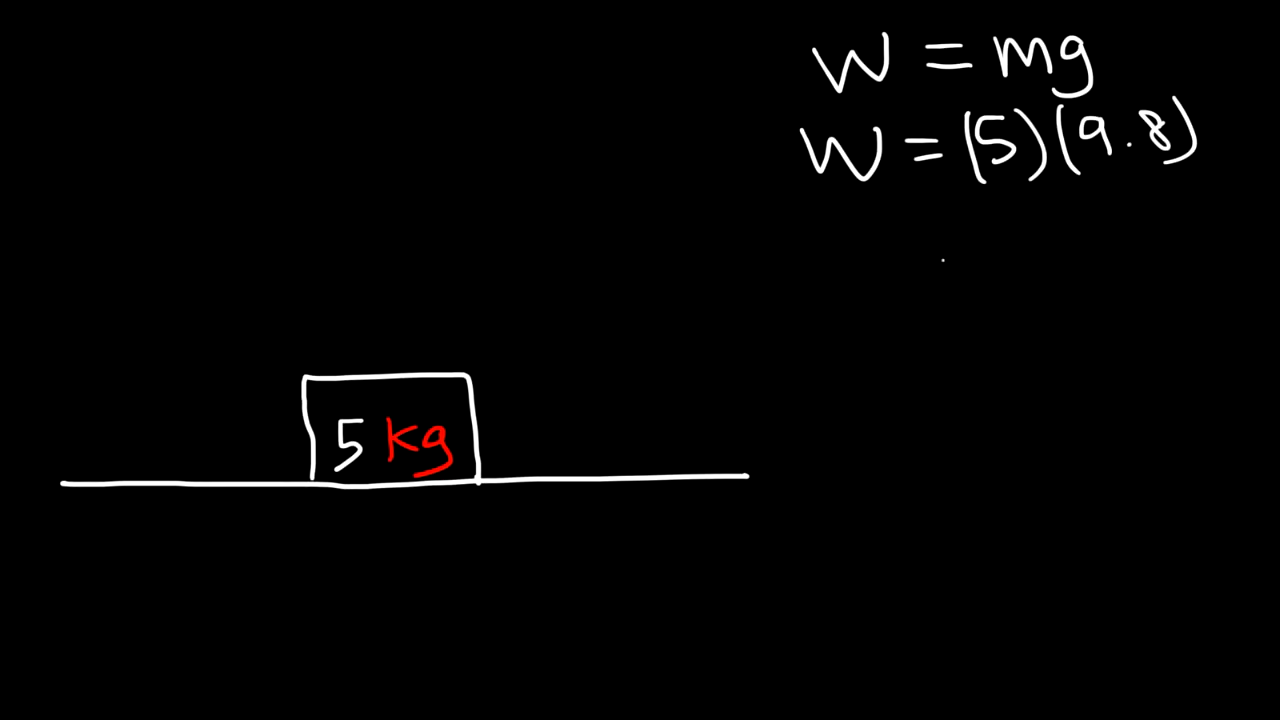 W = mg
W = (5)(9.8)
5 kg